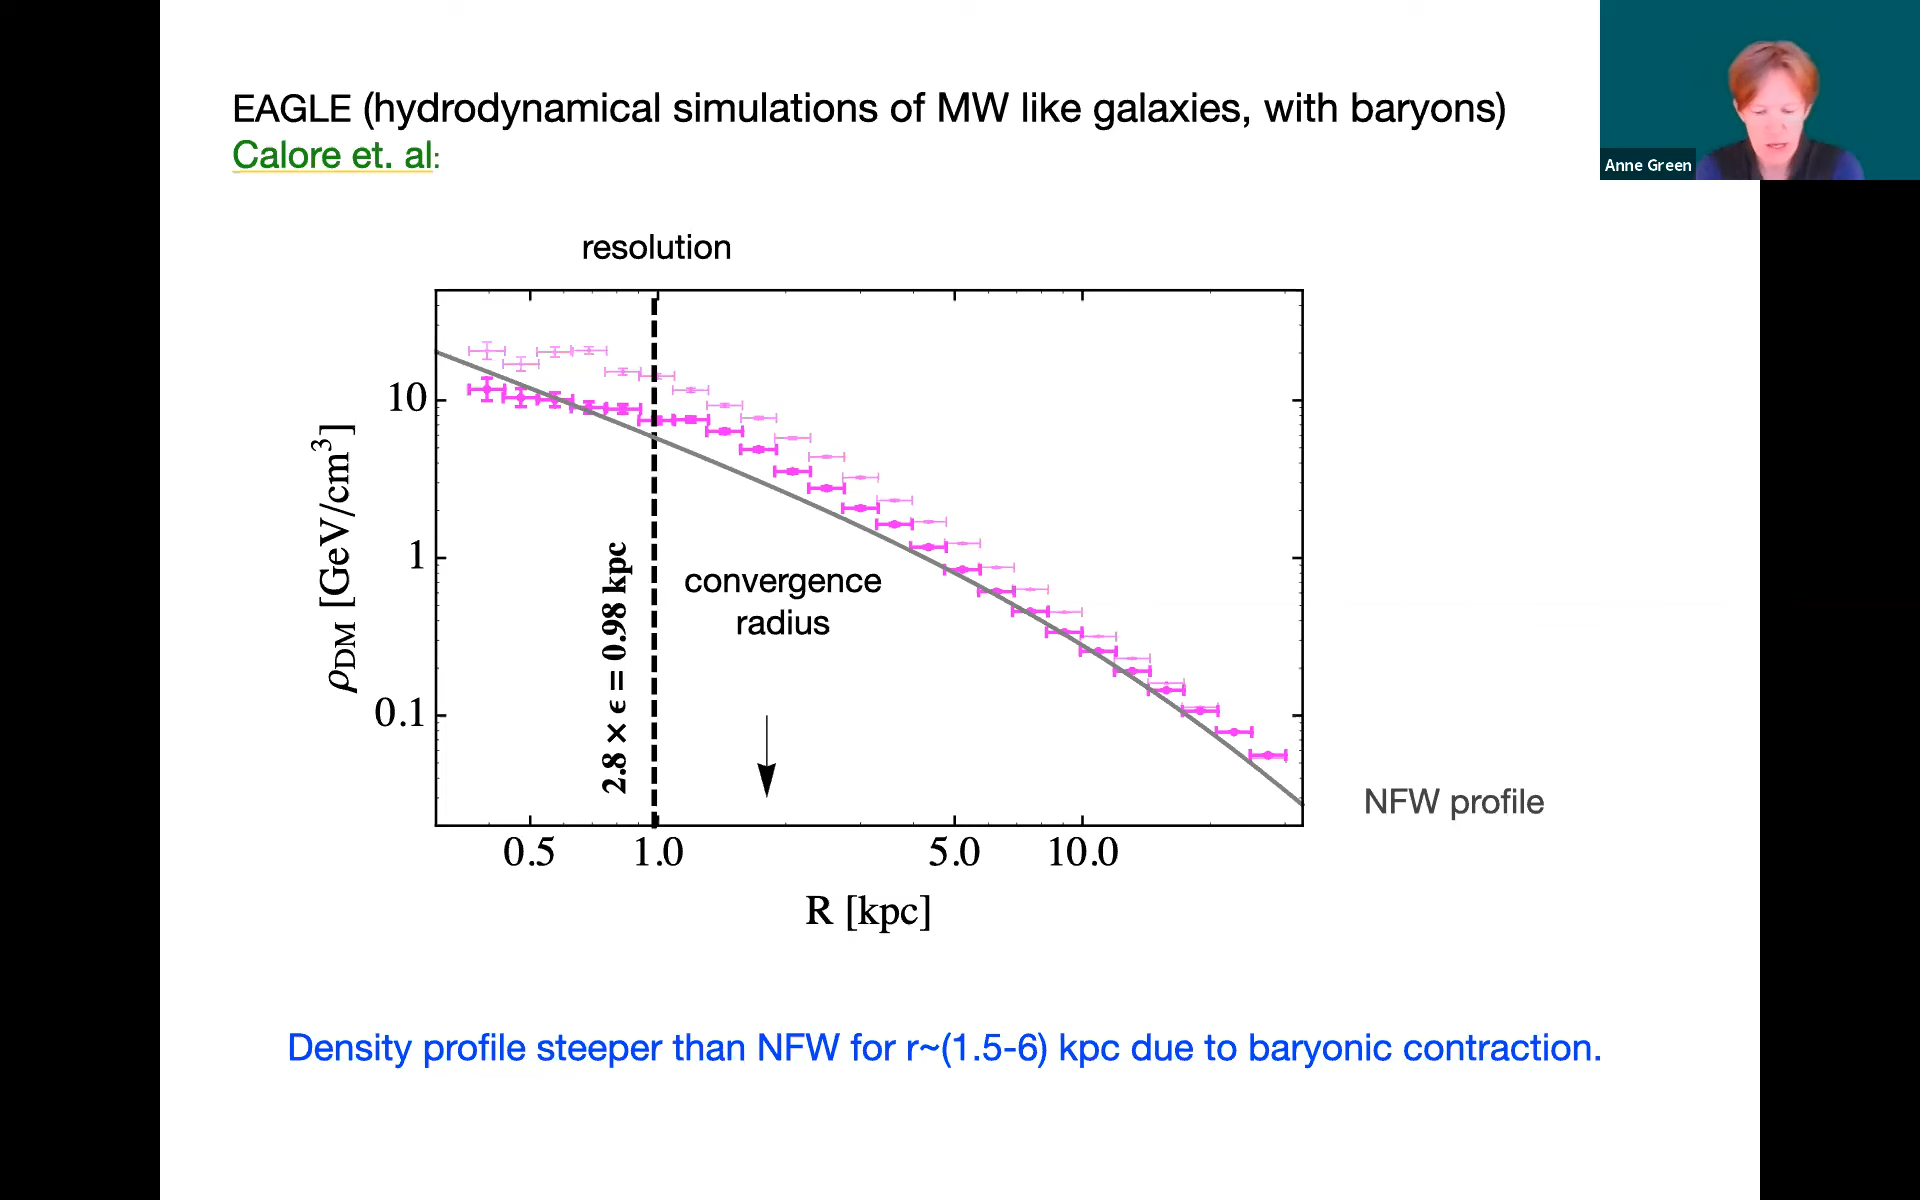 EAGLE (hydrodynamical simulations of MW like galaxies, with baryons)
Calore et. al:
Anne Green
resolution
10
1
0.1
ρDM [GeV/cm³]
2.8 × ϵ = 0.98 kpc
convergence
radius
NFW profile
0.5 1.0 5.0 10.0
R [kpc]
Density profile steeper than NFW for r~(1.5-6) kpc due to baryonic contraction.